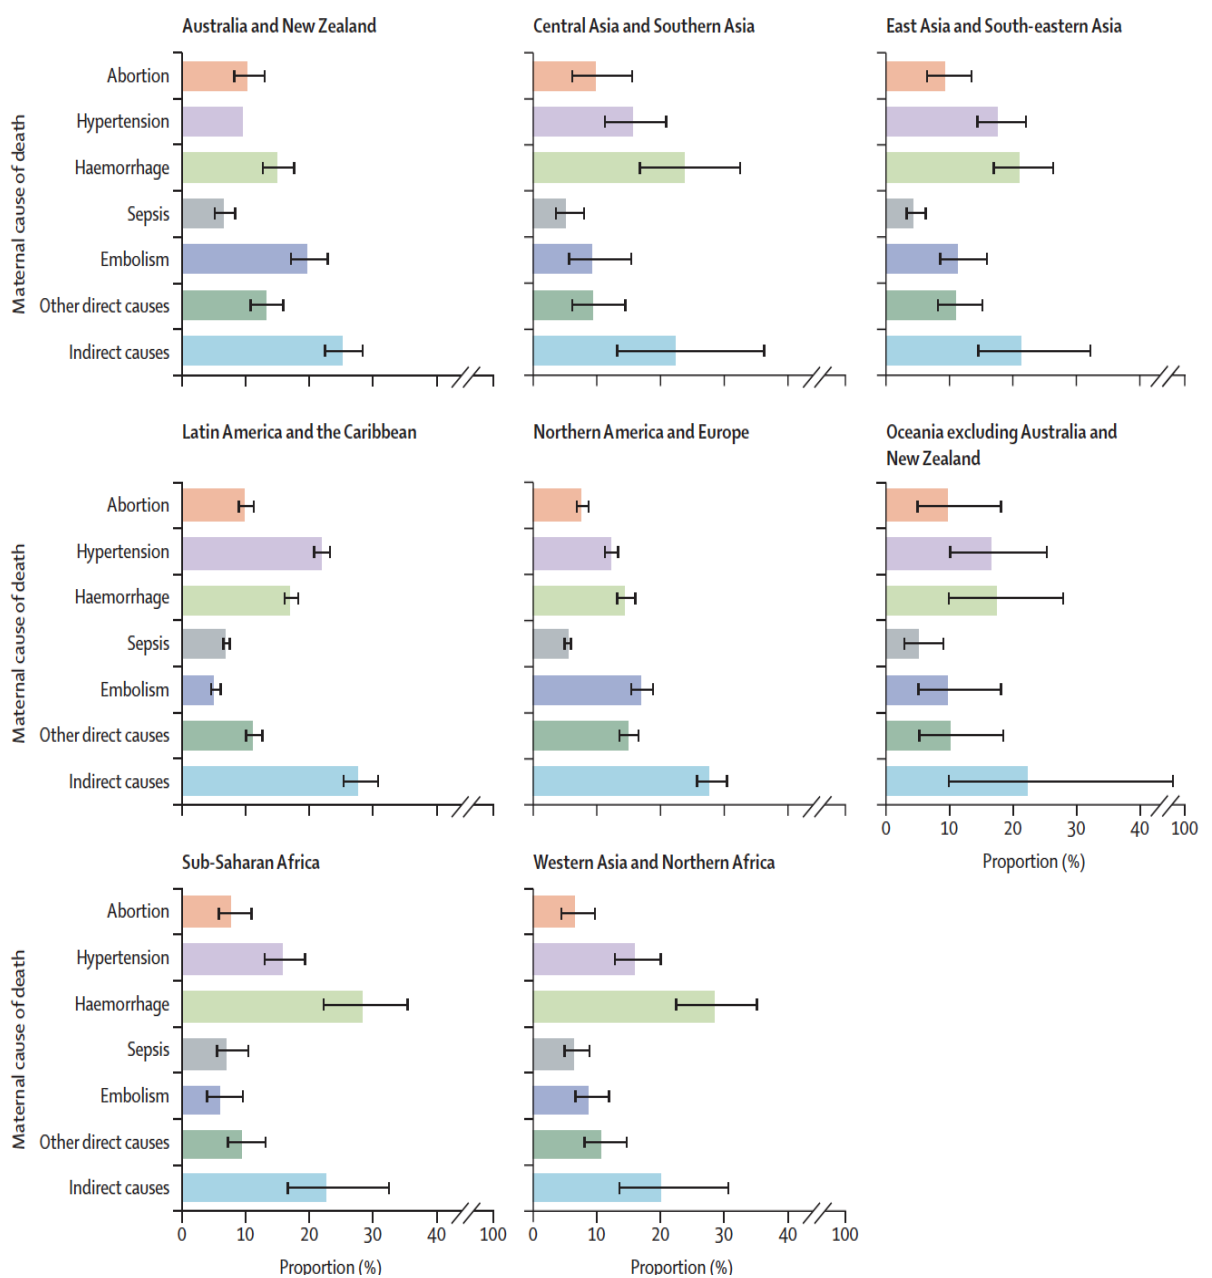 Australia and New Zealand
Central Asia and Southern Asia
East Asia and South-eastern Asia
Maternal cause of death
Abortion
Hypertension
Haemorrhage
Sepsis
Embolism
Other direct causes
Indirect causes
Latin America and the Caribbean
Northern America and Europe
Oceania excluding Australia and
New Zealand
Maternal cause of death
Abortion
Hypertension
Haemorrhage
Sepsis
Embolism
Other direct causes
Indirect causes
0 10 20 30 40 100
Proportion (%)
Sub-Saharan Africa
Western Asia and Northern Africa
Maternal cause of death
Abortion
Hypertension
Haemorrhage
Sepsis
Embolism
Other direct causes
Indirect causes
0 10 20 30 40 100
0 10 20 30 40 100
Proportion (%)
Proportion (%)